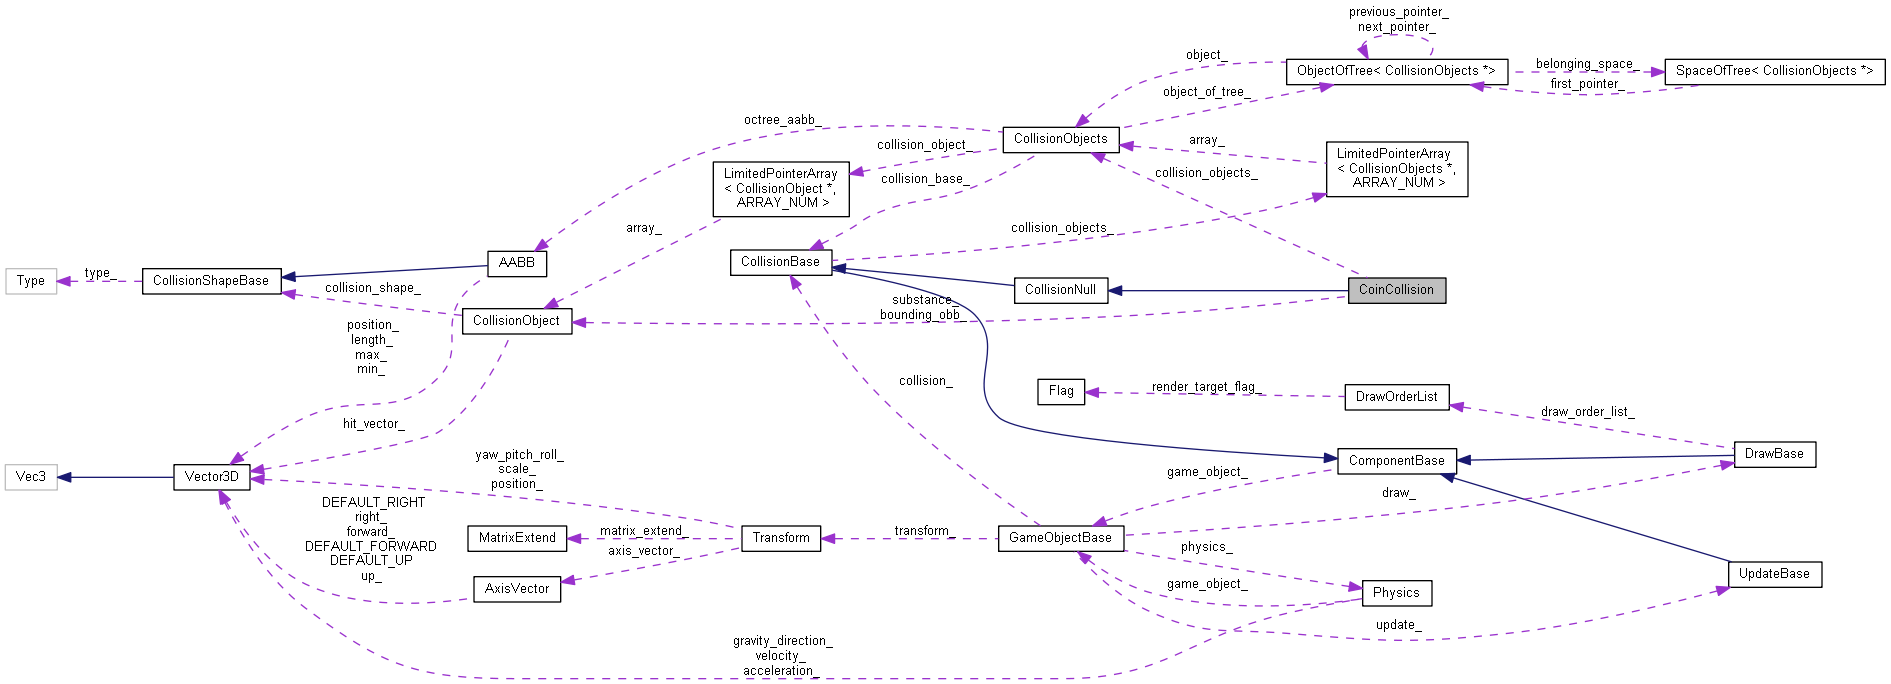 previous_pointer_
next_pointer_
object_
ObjectOfTree< CollisionObjects *>
belonging_space_
SpaceOfTree< CollisionObjects *>
first_pointer_
object_of_tree_
octree_aabb_
CollisionObjects
collision_object_
array_
LimitedPointerArray
< CollisionObjects *,
ARRAY_NUM >
LimitedPointerArray
< CollisionObject *,
ARRAY_NUM >
collision_base_
collision_objects_
array_
collision_objects_
AABB
CollisionBase
Type
type_
CollisionShapeBase
collision_shape_
CollisionNull
CoinCollision
substance_
bounding_obb_
CollisionObject
position_
length_
max_
min_
collision_
Flag
render_target_flag_
DrawOrderList
draw_order_list_
hit_vector_
yaw_pitch_roll_
scale_
position_
Vec3
Vector3D
ComponentBase
DrawBase
game_object_
draw_
DEFAULT_RIGHT
right_
forward_
DEFAULT_FORWARD
DEFAULT_UP
up_
MatrixExtend
matrix_extend_
Transform
transform_
GameObjectBase
axis_vector_
physics_
AxisVector
game_object_
Physics
UpdateBase
update_
gravity_direction_
velocity_
acceleration_